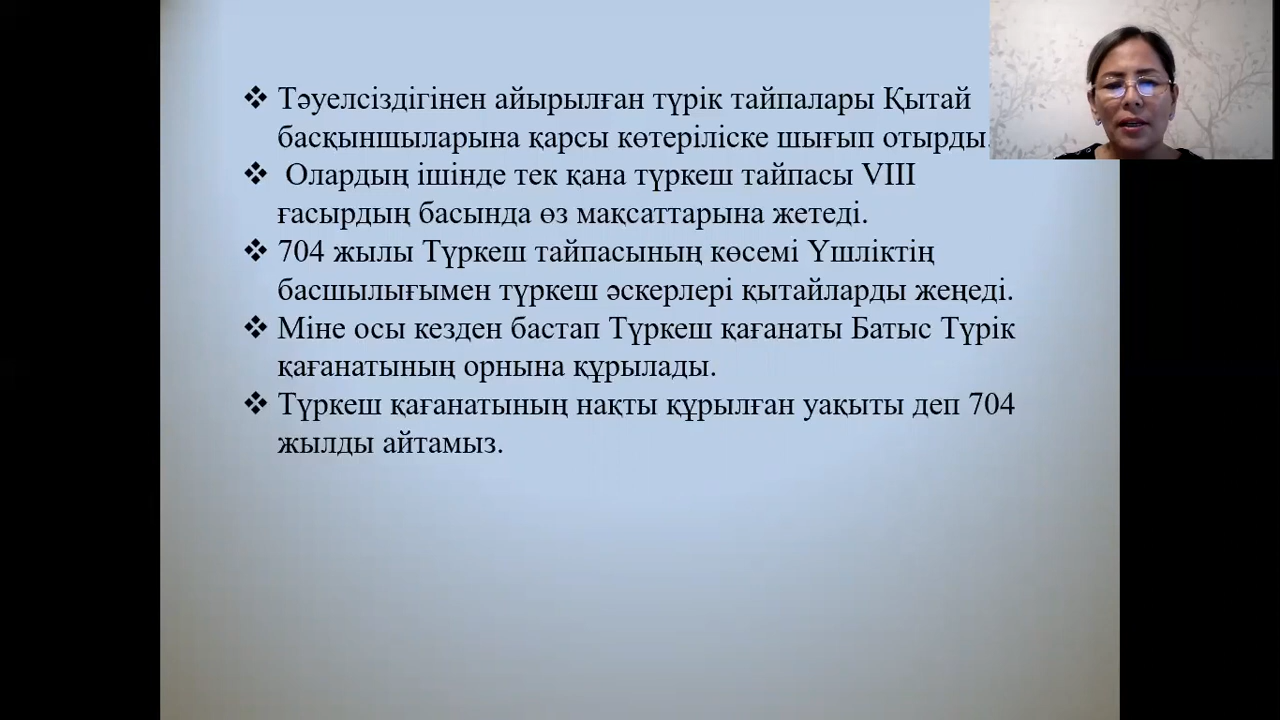 ❖ Тәуелсіздігінен айырылған түрік тайпалары Қытай
басқыншыларына қарсы көтеріліске шығып отырды.
❖ Олардың ішінде тек қана түркеш тайпасы VIII
ғасырдың басында өз мақсаттарына жетеді.
❖ 704 жылы Түркеш тайпасының көсемі Үшліктің
басшылығымен түркеш әскерлері қытайларды жеңеді.
❖ Міне осы кезден бастап Түркеш қағанаты Батыс Түрік
қағанатының орнына құрылады.
❖ Түркеш қағанатының нақты құрылған уақыты деп 704
жылды айтамыз.